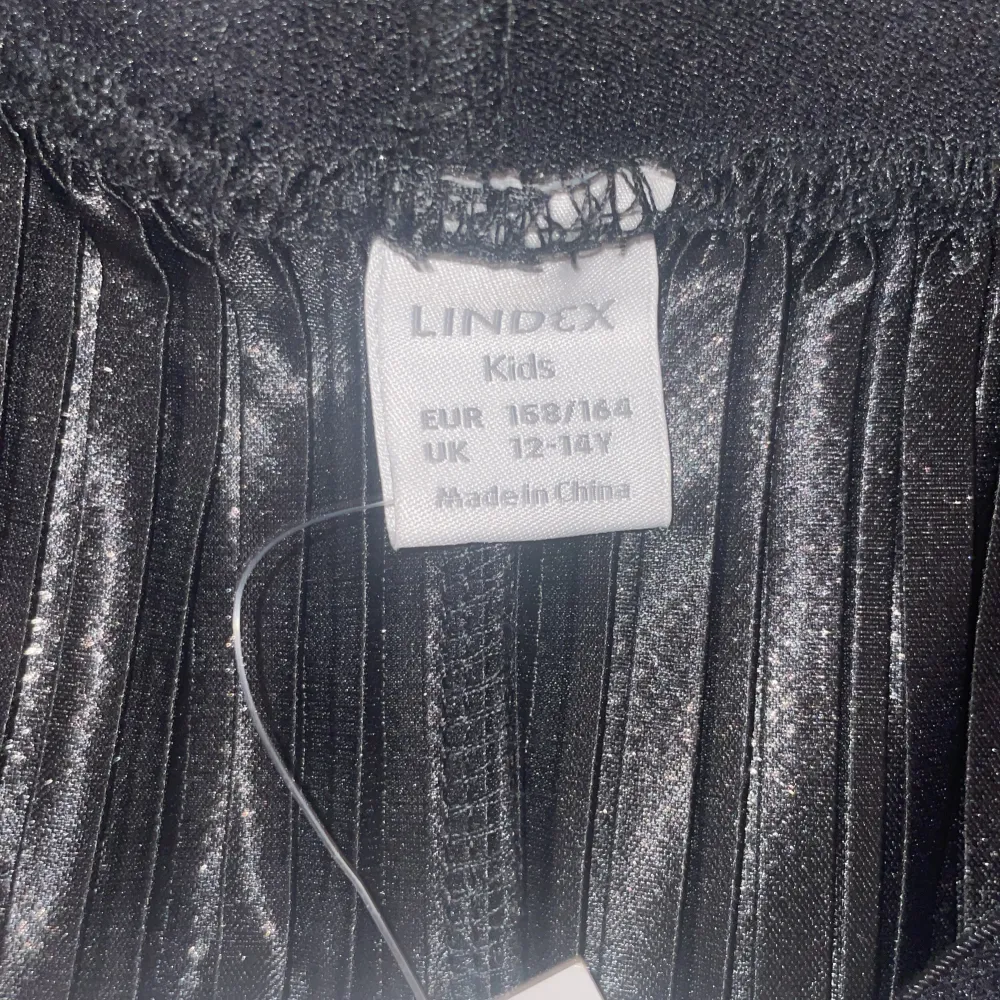 LINDEX
Kids
EUR 158/164
UK 12-14Y
Made in China